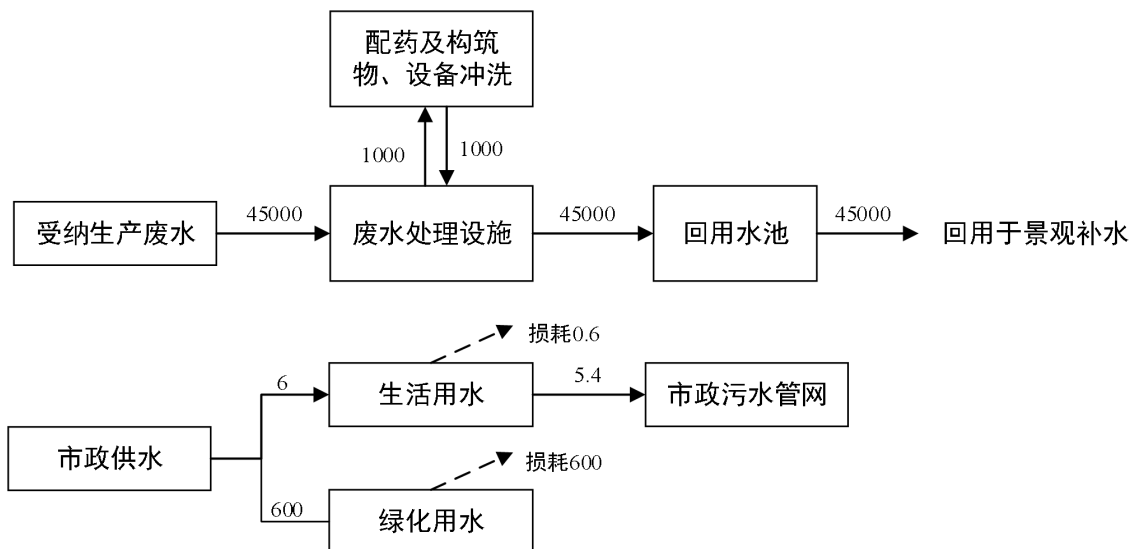 配药及构筑
物、设备冲洗
1000
1000
受纳生产废水
45000
废水处理设施
45000
回用水池
45000
回用于景观补水
损耗0.6
6
生活用水
5.4
市政污水管网
市政供水
损耗600
600
绿化用水